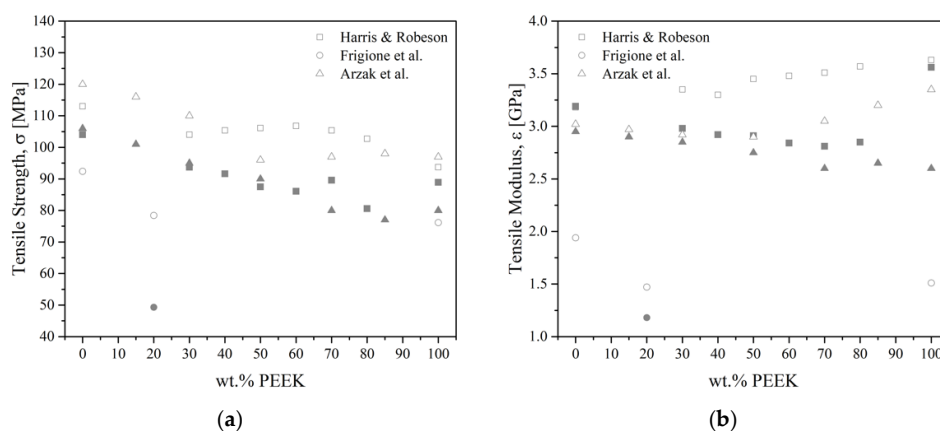 Tensile Strength, σ [MPa]
150
140
130
120
110
100
90
80
70
60
50
40
0 10 20 30 40 50 60 70 80 90 100
wt.% PEEK
Harris & Robeson
Frigione et al.
Arzak et al.
(a)
Tensile Modulus, ε [GPa]
4.0
3.5
3.0
2.5
2.0
1.5
1.0
0 10 20 30 40 50 60 70 80 90 100
wt.% PEEK
Harris & Robeson
Frigione et al.
Arzak et al.
(b)